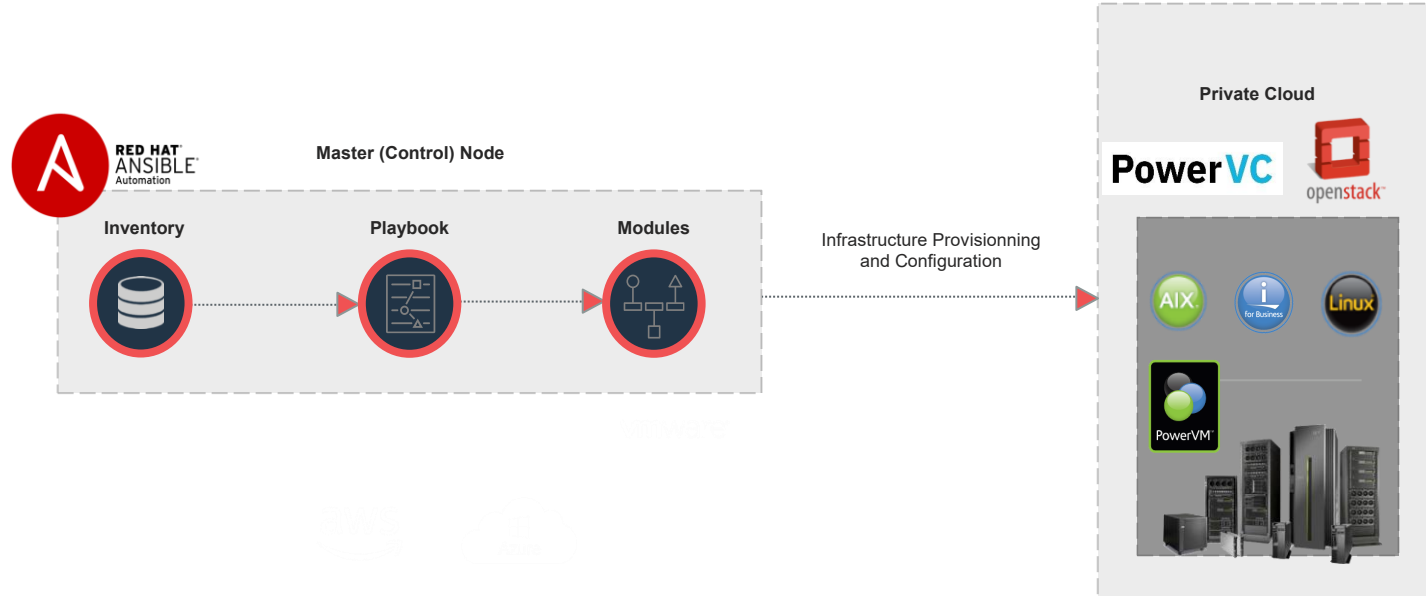 Private Cloud
RED HAT
ANSIBLE
Automation
Master (Control) Node
PowerVC
openstack
Inventory
Playbook
Modules
Infrastructure Provisionning
and Configuration
AIX
i
for Business
Linux
PowerVM